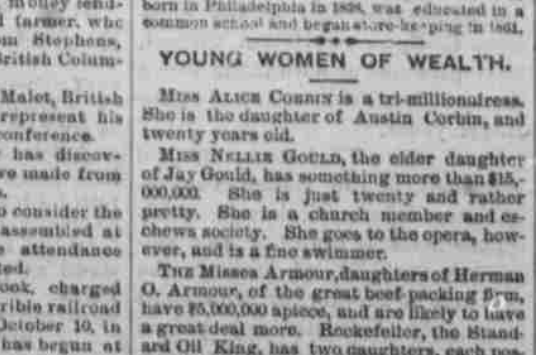 money lend-
farmer, who
om Stephens,
British Colum-
Malet, British
represent his
conference.
has discov-
ve made from
consider the
assembled at
attendance
ted.
ook, charged
rrible railroad
October 10, in
has begun at
born in Philadelphia in 1838, was educated in a
common school and began store-keeping in 1861.
YOUNG WOMEN OF WEALTH.
MISS ALICE CORBIN is a tri-millionairess.
She is the daughter of Austin Corbin, and
twenty years old.
MISS NELLIE GOULD, the elder daughter
of Jay Gould, has something more than $15,-
000,000. She is just twenty and rather
pretty. She is a church member and es-
chews society. She goes to the opera, how-
ever, and is a fine swimmer.
THE Misses Armour, daughters of Herman
O. Armour, of the great beef-packing firm,
have $5,000,000 apiece, and are likely to have
a great deal more. Rockefeller, the Stand-
ard Oil King, has two daughters, each pos-